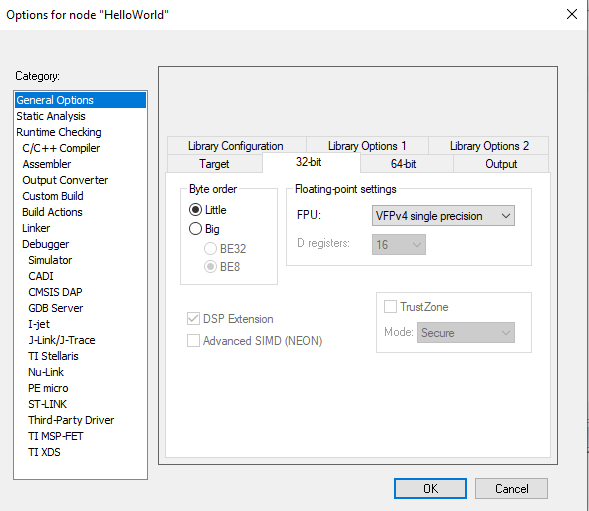 Options for node "HelloWorld"
Category:
General Options
Static Analysis
Runtime Checking
C/C++ Compiler
Assembler
Output Converter
Custom Build
Build Actions
Linker
Debugger
Simulator
CADI
CMSIS DAP
GDB Server
I-jet
J-Link/J-Trace
TI Stellaris
Nu-Link
PE micro
ST-LINK
Third-Party Driver
TI MSP-FET
TI XDS
Library Configuration Library Options 1 Library Options 2
Target 32-bit 64-bit Output
Byte order
Little
Big
BE32
BE8
Floating-point settings
FPU: VFPv4 single precision
D registers: 16
DSP Extension
Advanced SIMD (NEON)
TrustZone
Mode: Secure
OK Cancel